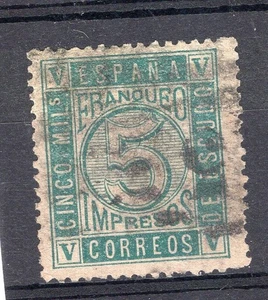 V ESPAÑA V
CINCO MILS
FRANQUEO
5
IMPRESOS
DE ESCUDO
V CORREOS V